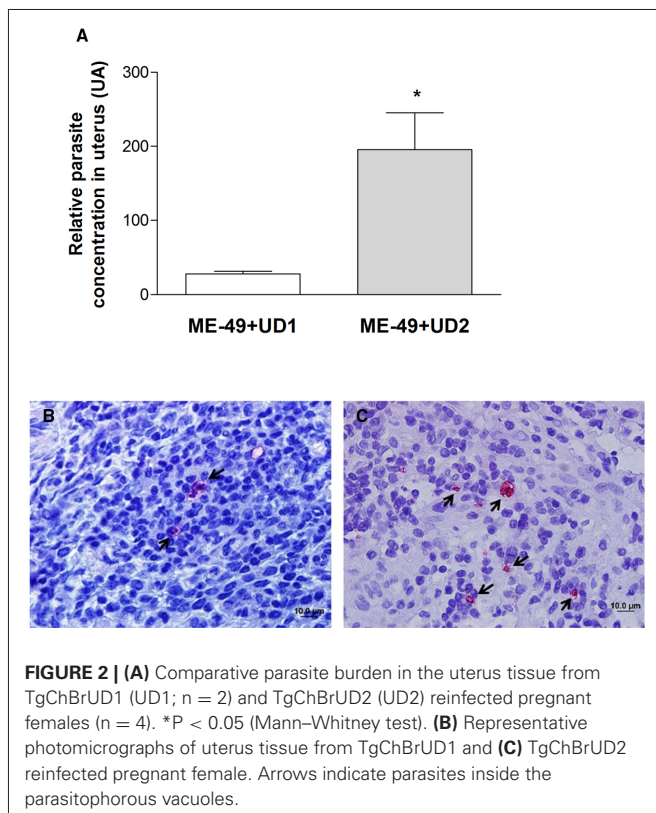 A
Relative parasite
concentration in uterus (UA)
300
200
100
0
*
ME-49+UD1
ME-49+UD2
B
10.0 µm
C
10.0 µm
FIGURE 2 | (A) Comparative parasite burden in the uterus tissue from
TgChBrUD1 (UD1; n = 2) and TgChBrUD2 (UD2) reinfected pregnant
females (n = 4). *P < 0.05 (Mann–Whitney test). (B) Representative
photomicrographs of uterus tissue from TgChBrUD1 and (C) TgChBrUD2
reinfected pregnant female. Arrows indicate parasites inside the
parasitophorous vacuoles.